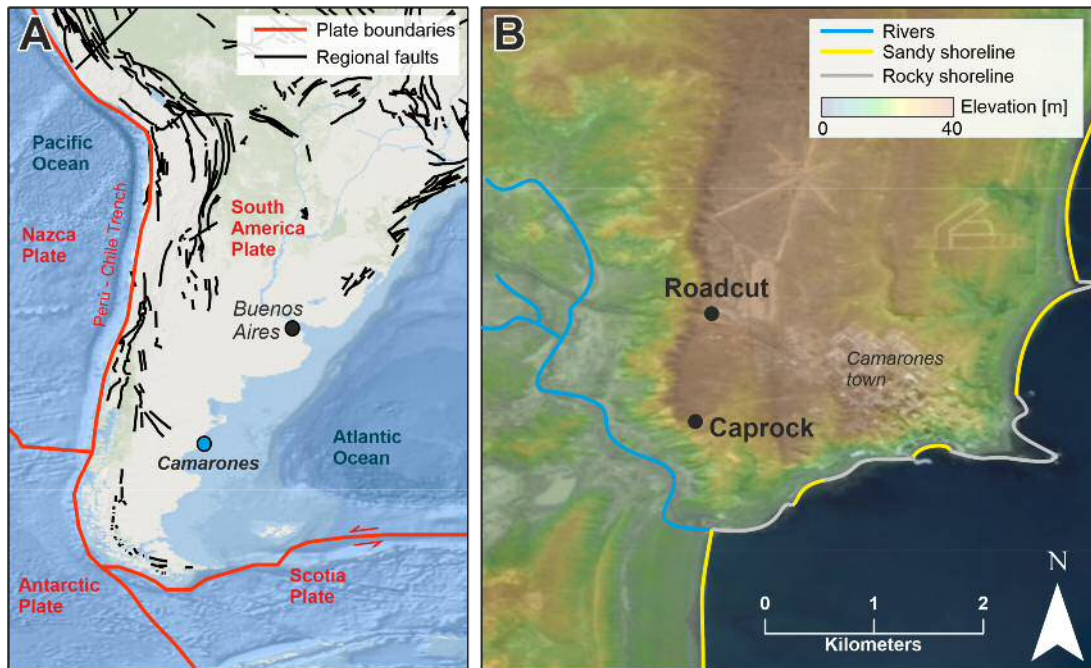 A
Plate boundaries
Regional faults
Pacific
Ocean
Nazca
Plate
Peru - Chile Trench
South
America
Plate
Buenos
Aires
Camarones
Atlantic
Ocean
Antarctic
Plate
Scotia
Plate
B
Rivers
Sandy shoreline
Rocky shoreline
Elevation [m]
0 40
Roadcut
Camarones
town
Caprock
N
0 1 2
Kilometers